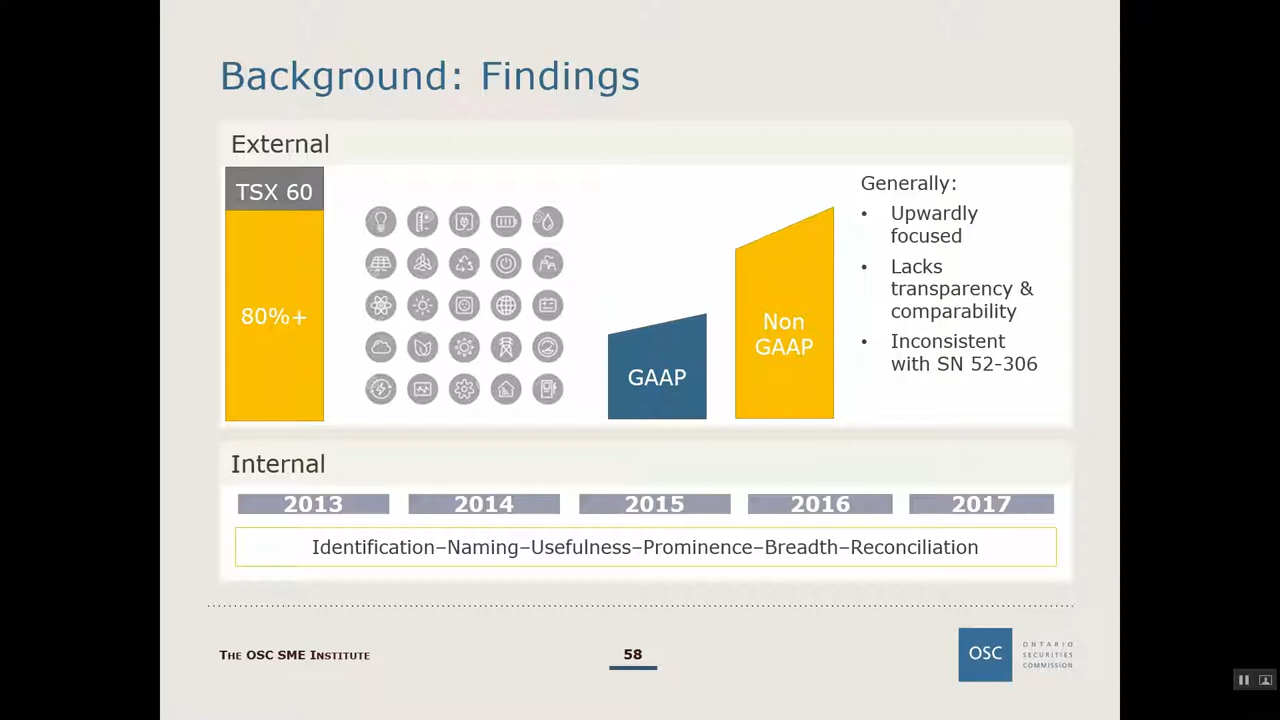 Background: Findings
External
TSX 60
80%+
GAAP
Non
GAAP
Generally:
• Upwardly
focused
• Lacks
transparency &
comparability
• Inconsistent
with SN 52-306
Internal
2013 2014 2015 2016 2017
Identification–Naming–Usefulness–Prominence–Breadth–Reconciliation
THE OSC SME INSTITUTE
58
OSC
ONTARIO
SECURITIES
COMMISSION